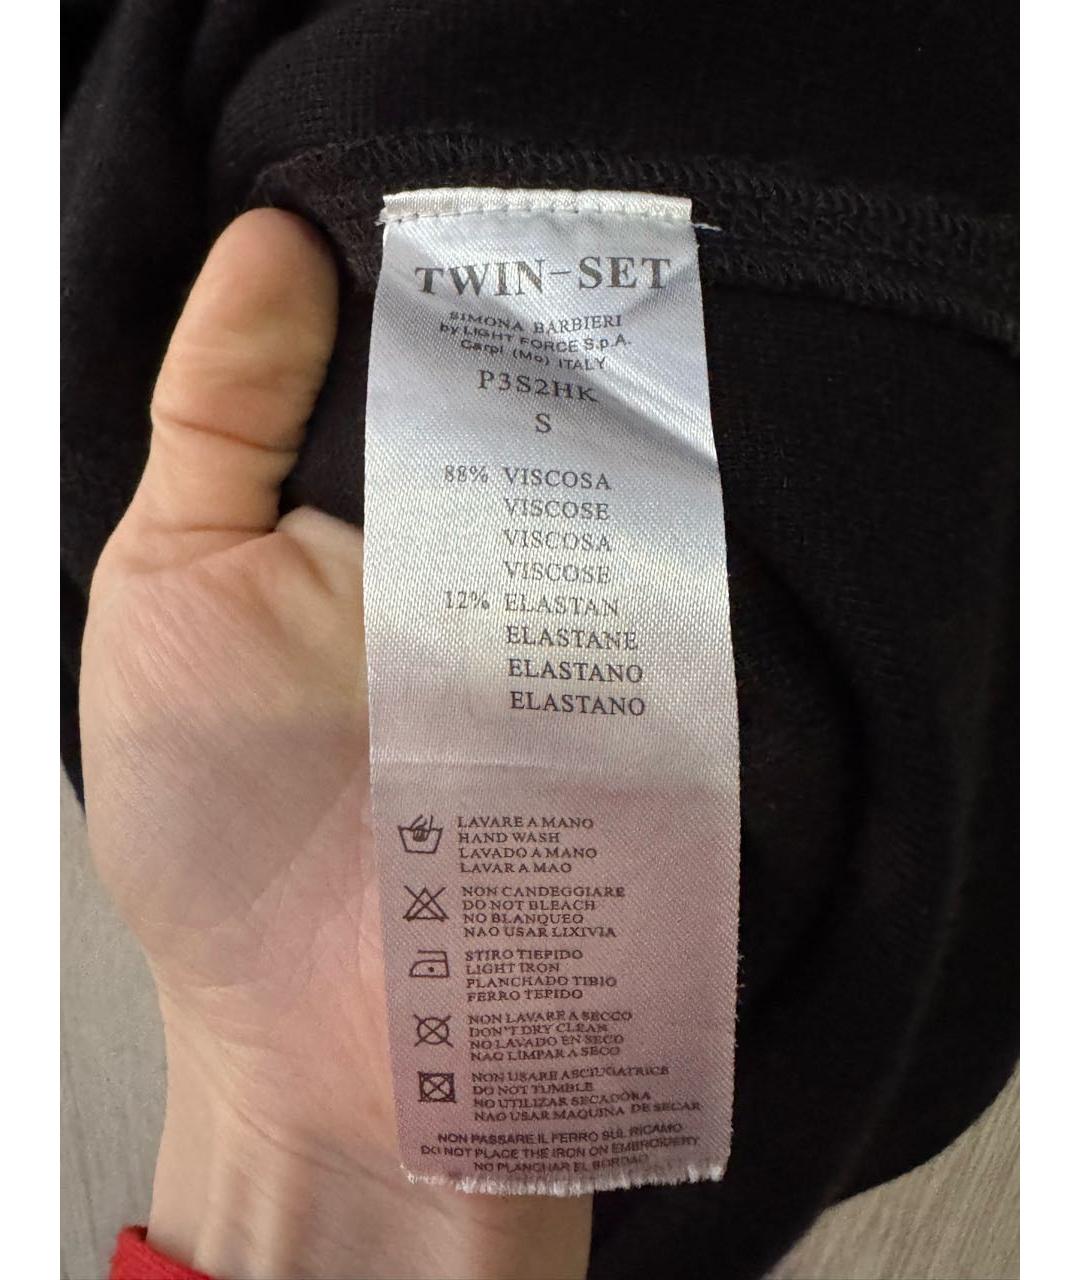 TWIN-SET
SIMONA BARBIERI
by LIGHT FORCE S.p.A.
Carpi (Mo) ITALY
P3S2HK
S
88% VISCOSA
VISCOSE
VISCOSA
VISCOSE
12% ELASTAN
ELASTANE
ELASTANO
ELASTANO
LAVARE A MANO
HAND WASH
LAVADO A MANO
LAVAR A MAO
NON CANDEGGIARE
DO NOT BLEACH
NO BLANQUEO
NAO USAR LIXIVIA
STIRO TIEPIDO
LIGHT IRON
PLANCHADO TIBIO
FERRO TEPIDO
NON LAVARE A SECCO
DON'T DRY CLEAN
NO LAVADO EN SECO
NAO LIMPAR A SECO
NON USARE ASCIUGATRICE
DO NOT TUMBLE
NO UTILIZAR SECADORA
NAO USAR MAQUINA DE SECAR
NON PASSARE IL FERRO SUL RICAMO
DO NOT PLACE THE IRON ON EMBROIDERY
NO PLANCHAR EL BORDAO